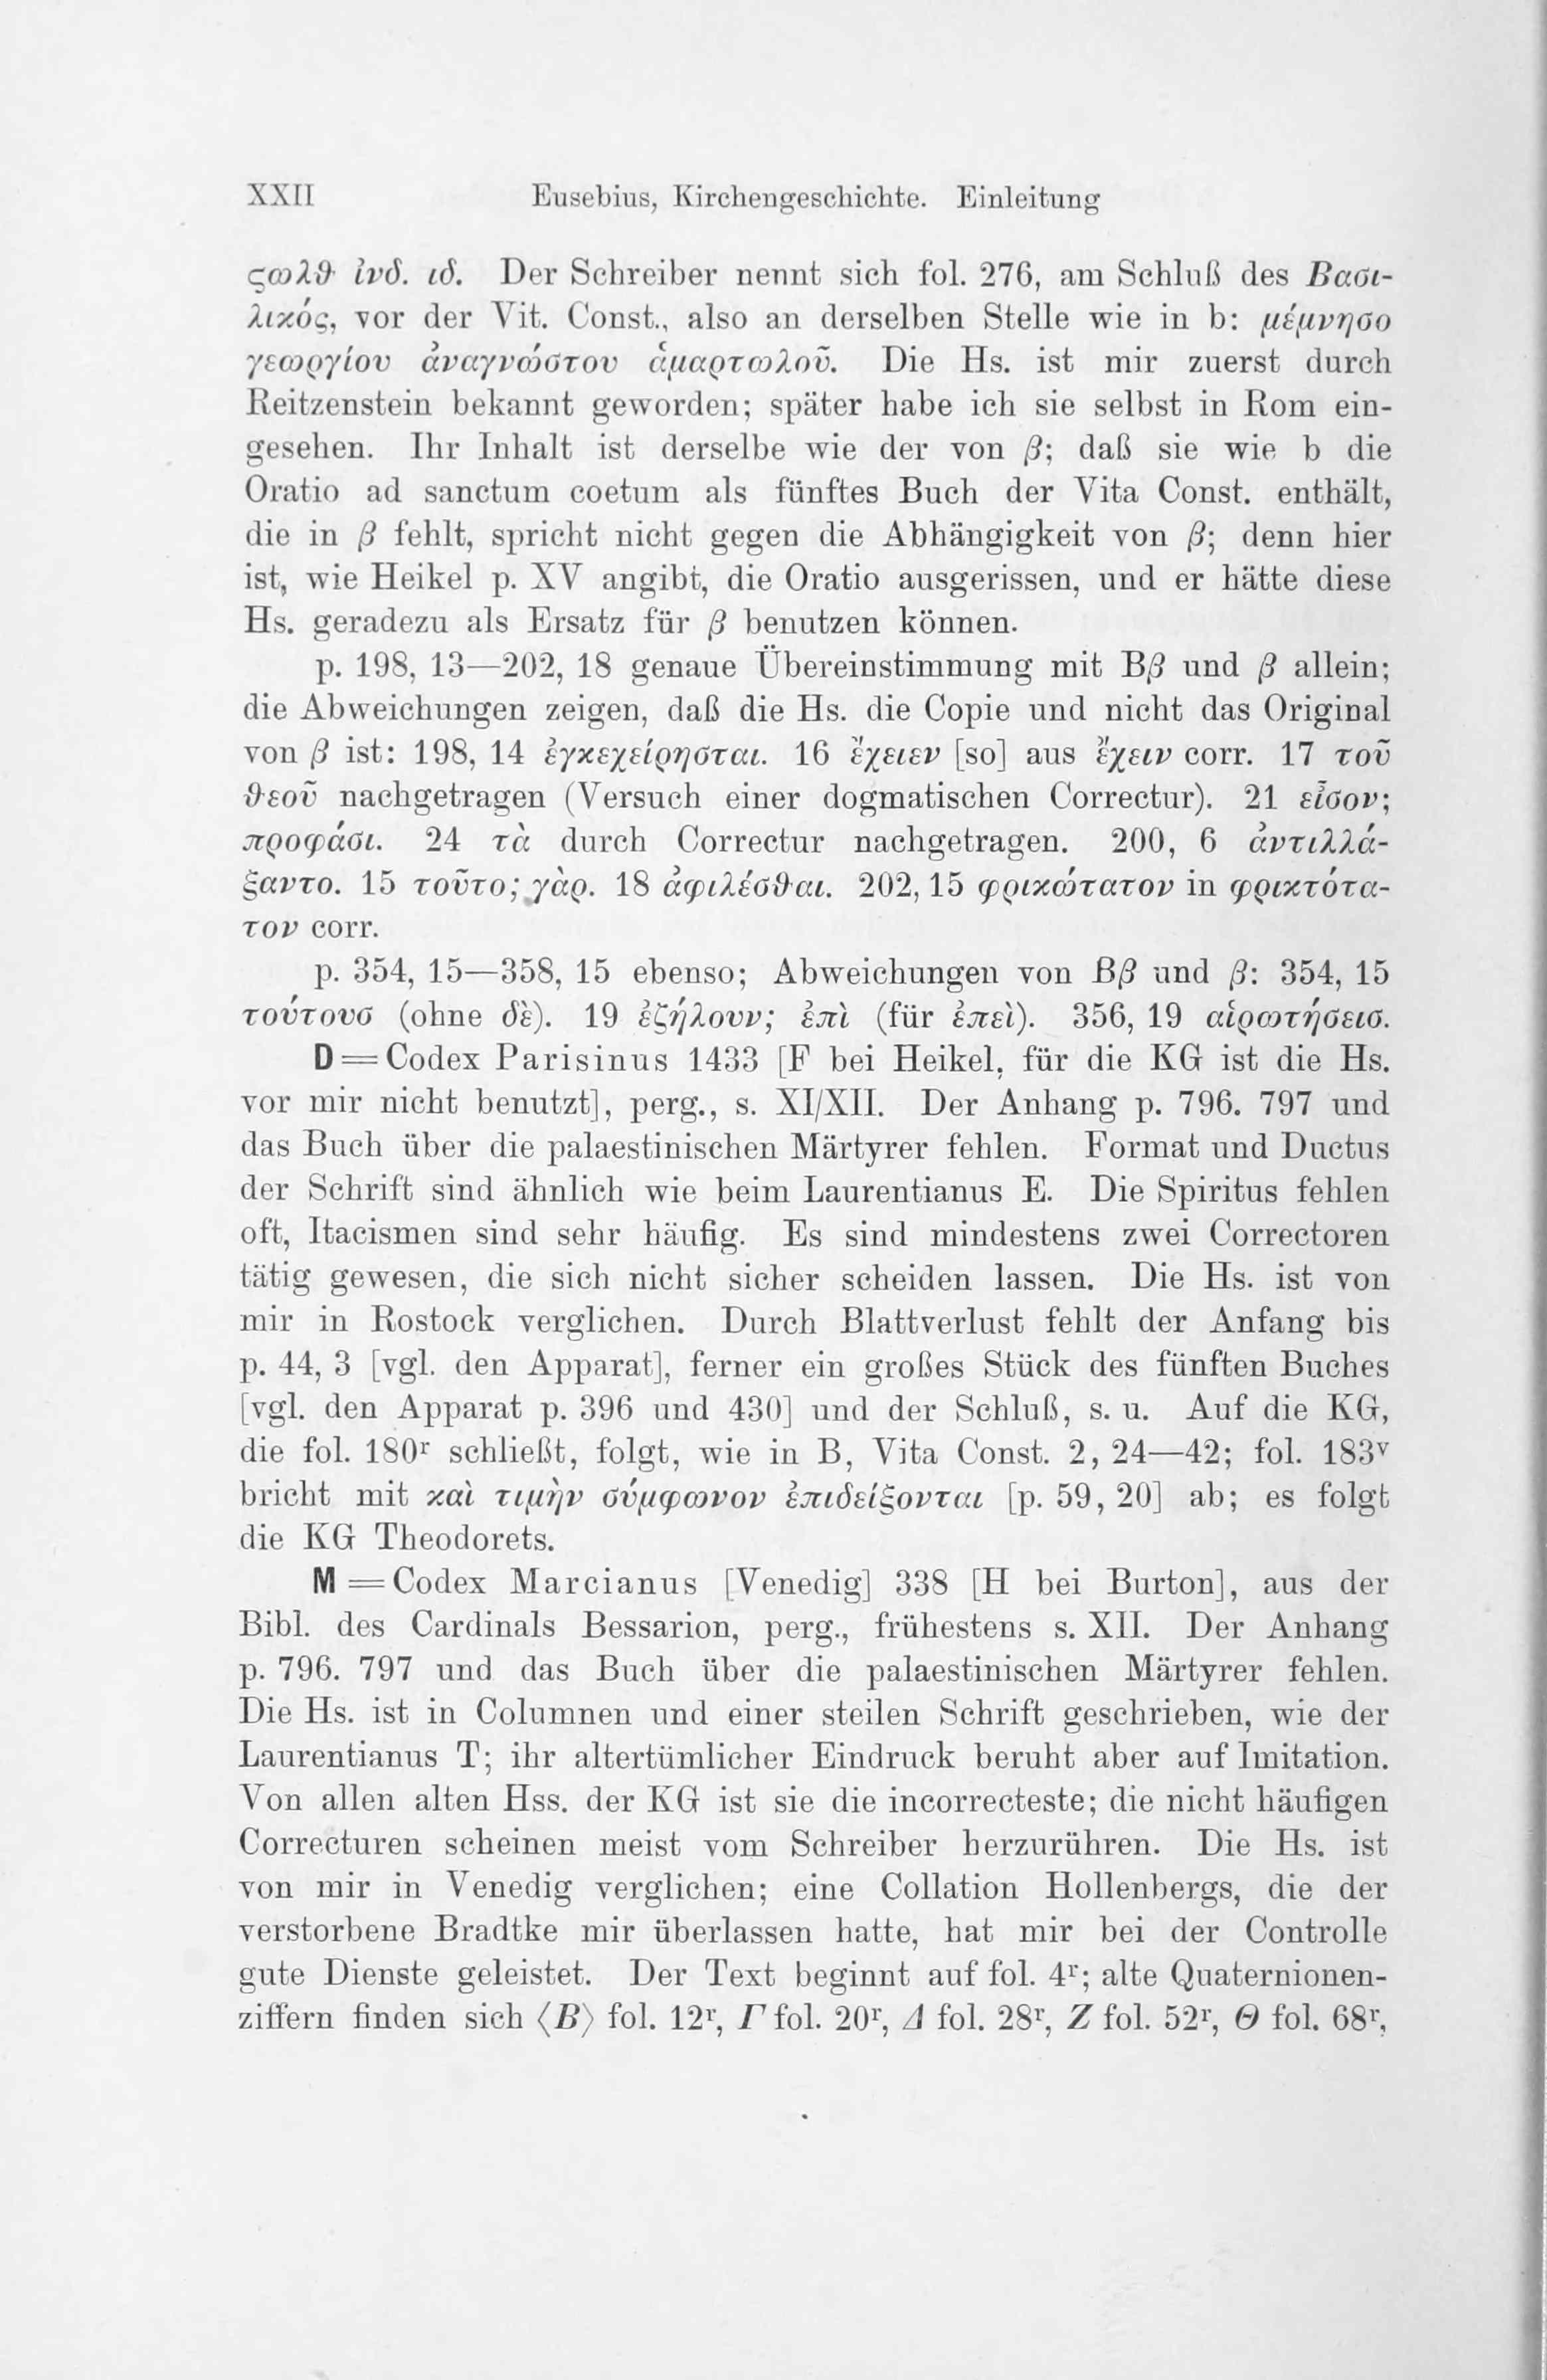 XXII Eusebius, Kirchengeschichte. Einleitung
ςωλθ ἰνδ. ιδ. Der Schreiber nennt sich fol. 276, am Schluß des Βασι-
λικός, vor der Vit. Const., also an derselben Stelle wie in b: μέμνησο
γεωργίου ἀναγνώστου ἁμαρτωλοῦ. Die Hs. ist mir zuerst durch
Reitzenstein bekannt geworden; später habe ich sie selbst in Rom ein-
gesehen. Ihr Inhalt ist derselbe wie der von β; daß sie wie b die
Oratio ad sanctum coetum als fünftes Buch der Vita Const. enthält,
die in β fehlt, spricht nicht gegen die Abhängigkeit von β; denn hier
ist, wie Heikel p. XV angibt, die Oratio ausgerissen, und er hätte diese
Hs. geradezu als Ersatz für β benutzen können.
p. 198, 13—202, 18 genaue Übereinstimmung mit Bβ und β allein;
die Abweichungen zeigen, daß die Hs. die Copie und nicht das Original
von β ist: 198, 14 ἐγκεχείρησται. 16 ἔχειεν [so] aus ἔχειν corr. 17 τοῦ
θεοῦ nachgetragen (Versuch einer dogmatischen Correctur). 21 εἶσον;
προφάσι. 24 τὰ durch Correctur nachgetragen. 200, 6 ἀντιλλά-
ξαντο. 15 τοῦτο; γὰρ. 18 ἀφιλέσθαι. 202, 15 φρικώτατον in φρικτότα-
τον corr.
p. 354, 15—358, 15 ebenso; Abweichungen von Bβ und β: 354, 15
τούτουσ (ohne δὲ). 19 ἐζήλουν; ἐπὶ (für ἐπεὶ). 356, 19 αἱρωτήσεισ.
D = Codex Parisinus 1433 [F bei Heikel, für die KG ist die Hs.
vor mir nicht benutzt], perg., s. XI/XII. Der Anhang p. 796. 797 und
das Buch über die palaestinischen Märtyrer fehlen. Format und Ductus
der Schrift sind ähnlich wie beim Laurentianus E. Die Spiritus fehlen
oft, Itacismen sind sehr häufig. Es sind mindestens zwei Correctoren
tätig gewesen, die sich nicht sicher scheiden lassen. Die Hs. ist von
mir in Rostock verglichen. Durch Blattverlust fehlt der Anfang bis
p. 44, 3 [vgl. den Apparat], ferner ein großes Stück des fünften Buches
[vgl. den Apparat p. 396 und 430] und der Schluß, s. u. Auf die KG,
die fol. 180ʳ schließt, folgt, wie in B, Vita Const. 2, 24—42; fol. 183ᵛ
bricht mit καὶ τιμὴν σύμφωνον ἐπιδείξονται [p. 59, 20] ab; es folgt
die KG Theodorets.
M = Codex Marcianus [Venedig] 338 [H bei Burton], aus der
Bibl. des Cardinals Bessarion, perg., frühestens s. XII. Der Anhang
p. 796. 797 und das Buch über die palaestinischen Märtyrer fehlen.
Die Hs. ist in Columnen und einer steilen Schrift geschrieben, wie der
Laurentianus T; ihr altertümlicher Eindruck beruht aber auf Imitation.
Von allen alten Hss. der KG ist sie die incorrecteste; die nicht häufigen
Correcturen scheinen meist vom Schreiber herzurühren. Die Hs. ist
von mir in Venedig verglichen; eine Collation Hollenbergs, die der
verstorbene Bradtke mir überlassen hatte, hat mir bei der Controlle
gute Dienste geleistet. Der Text beginnt auf fol. 4ʳ; alte Quaternionen-
ziffern finden sich ⟨Β⟩ fol. 12ʳ, Γ fol. 20ʳ, Δ fol. 28ʳ, Ζ fol. 52ʳ, Θ fol. 68ʳ,